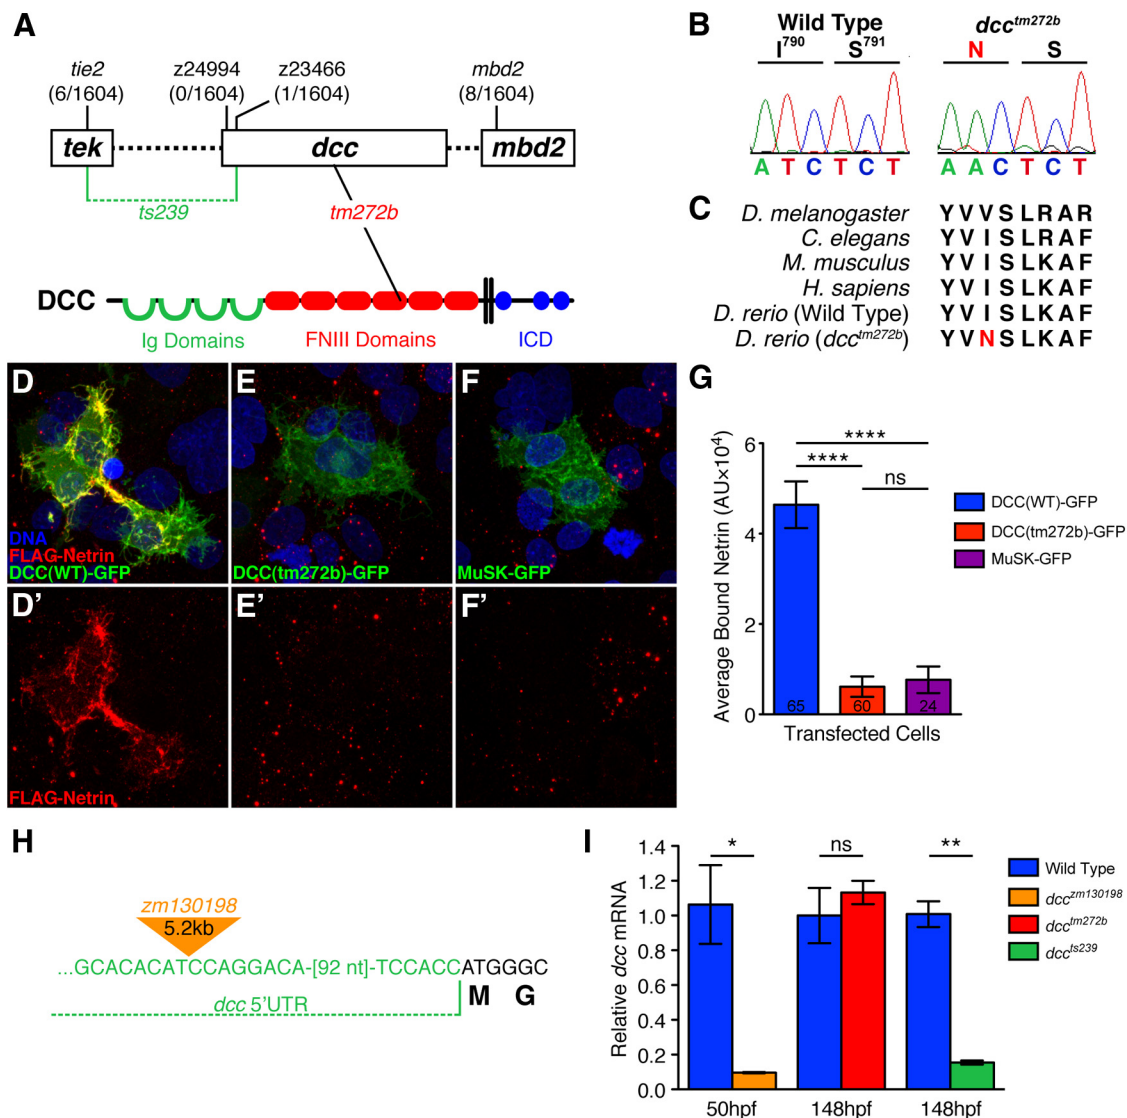 A
tie2 z24994 z23466 mbd2
(6/1604) (0/1604) (1/1604) (8/1604)
tek dcc mbd2
ts239 tm272b
DCC
Ig Domains FNIII Domains ICD
B
Wild Type dcctm272b
I790 S791 N S
A T C T C T A A C T C T
C
D. melanogaster YVVSLRAR
C. elegans YVISLRAF
M. musculus YVISLKAF
H. sapiens YVISLKAF
D. rerio (Wild Type) YVISLKAF
D. rerio (dcctm272b) YVNSLKAF
D E F
DNA
FLAG-Netrin
DCC(WT)-GFP DCC(tm272b)-GFP MuSK-GFP
D' E' F'
FLAG-Netrin
G
Average Bound Netrin (AU×104)
6
4
2
0
****
****
ns
65 60 24
Transfected Cells
DCC(WT)-GFP
DCC(tm272b)-GFP
MuSK-GFP
H
zm130198
5.2kb
...GCACACATCCAGGACA-[92 nt]-TCCACCATGGGC
M G
dcc 5'UTR
I
Relative dcc mRNA
1.4
1.2
1.0
0.8
0.6
0.4
0.2
0.0
* ns **
50hpf 148hpf 148hpf
Wild Type
dcczm130198
dcctm272b
dccts239